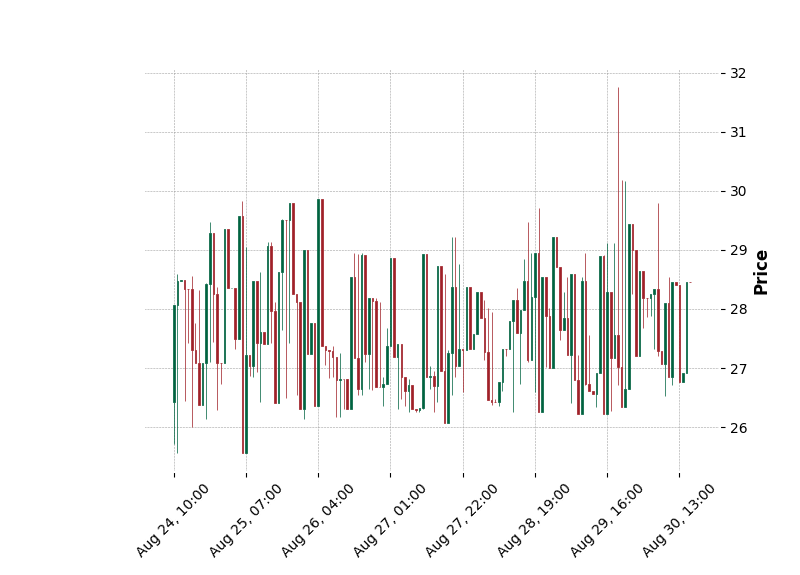 32
31
30
29
28
27
26
Price
Aug 24, 10:00
Aug 25, 07:00
Aug 26, 04:00
Aug 27, 01:00
Aug 27, 22:00
Aug 28, 19:00
Aug 29, 16:00
Aug 30, 13:00